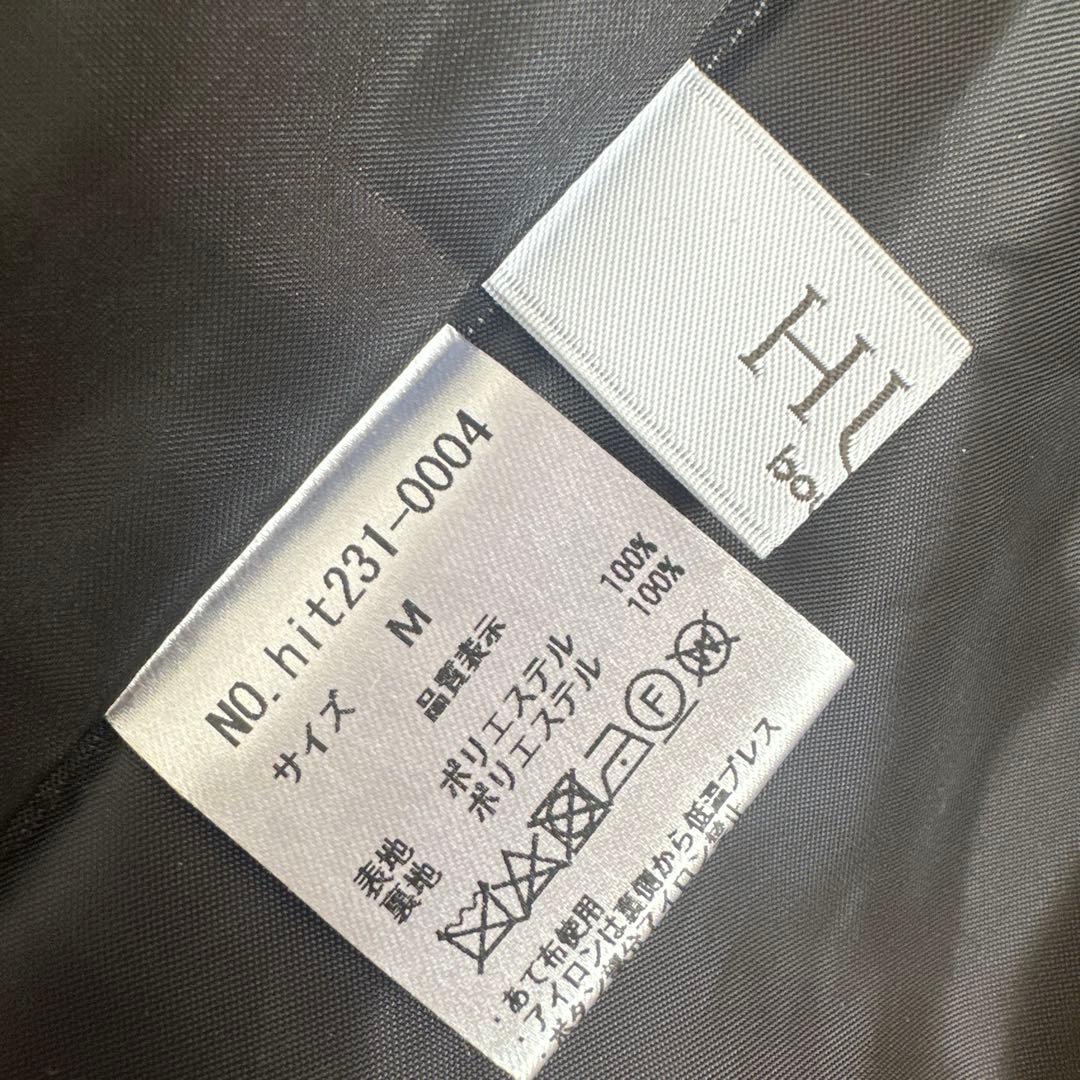 HL
go
NO.hit231-0004
サイズ M
品質表示
表地 ポリエステル 100%
裏地 ポリエステル 100%
F W
・あて布使用
・アイロンは裏側から低温プレス